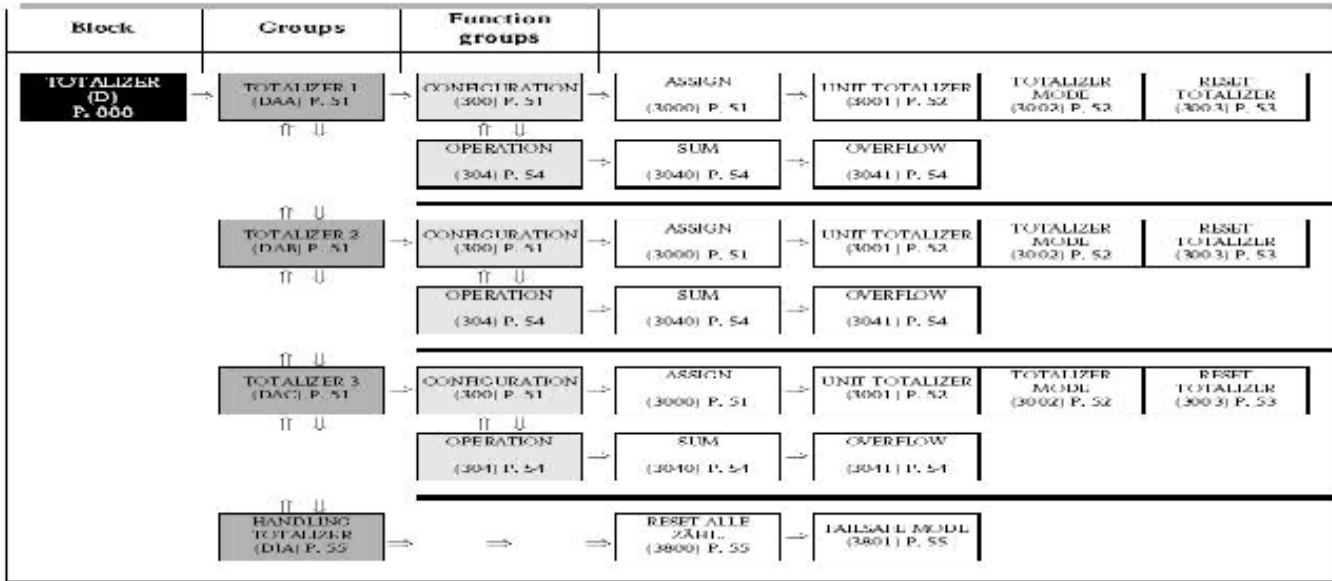 Block
Groups
Function
groups
TOTALIZER
(D)
P. 000
TOTALIZER 1
(DAA) P. 51
CONFIGURATION
(300) P. 51
ASSIGN
(3000) P. 51
UNIT TOTALIZER
(3001) P. 52
TOTALIZER
MODE
(3002) P. 52
RESET
TOTALIZER
(3003) P. 53
OPERATION
(304) P. 54
SUM
(3040) P. 54
OVERFLOW
(3041) P. 54
TOTALIZER 2
(DAB) P. 51
CONFIGURATION
(300) P. 51
ASSIGN
(3000) P. 51
UNIT TOTALIZER
(3001) P. 52
TOTALIZER
MODE
(3002) P. 52
RESET
TOTALIZER
(3003) P. 53
OPERATION
(304) P. 54
SUM
(3040) P. 54
OVERFLOW
(3041) P. 54
TOTALIZER 3
(DAC) P. 51
CONFIGURATION
(300) P. 51
ASSIGN
(3000) P. 51
UNIT TOTALIZER
(3001) P. 52
TOTALIZER
MODE
(3002) P. 52
RESET
TOTALIZER
(3003) P. 53
OPERATION
(304) P. 54
SUM
(3040) P. 54
OVERFLOW
(3041) P. 54
HANDLING
TOTALIZER
(DJA) P. 55
RESET ALLE
ZÄHL.
(3800) P. 55
FAILSAFE MODE
(3801) P. 55